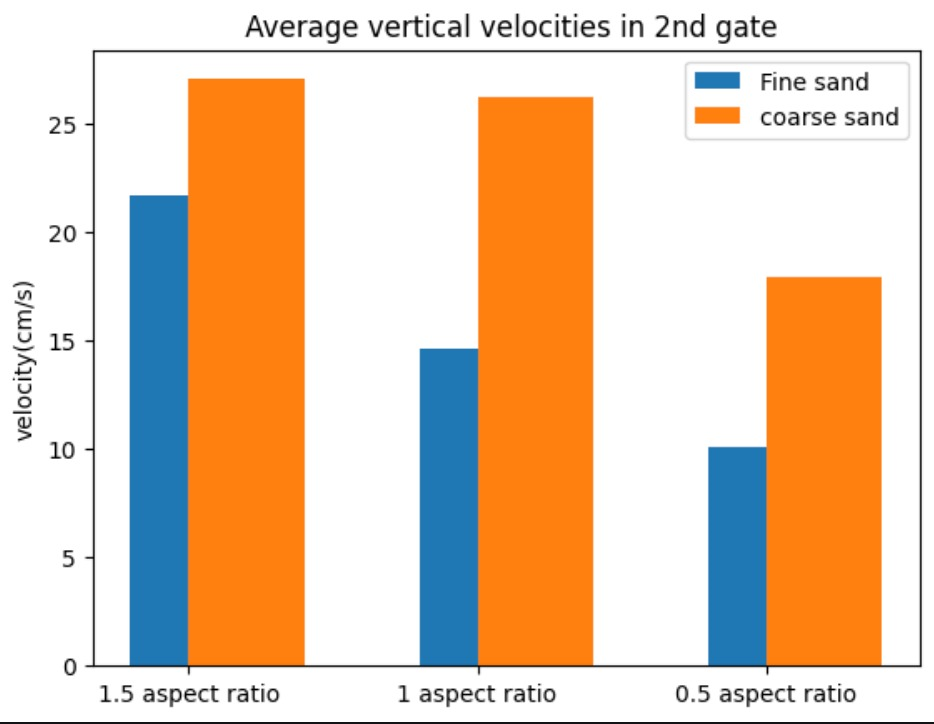 Average vertical velocities in 2nd gate
Fine sand
coarse sand
velocity(cm/s)
25
20
15
10
5
0
1.5 aspect ratio
1 aspect ratio
0.5 aspect ratio